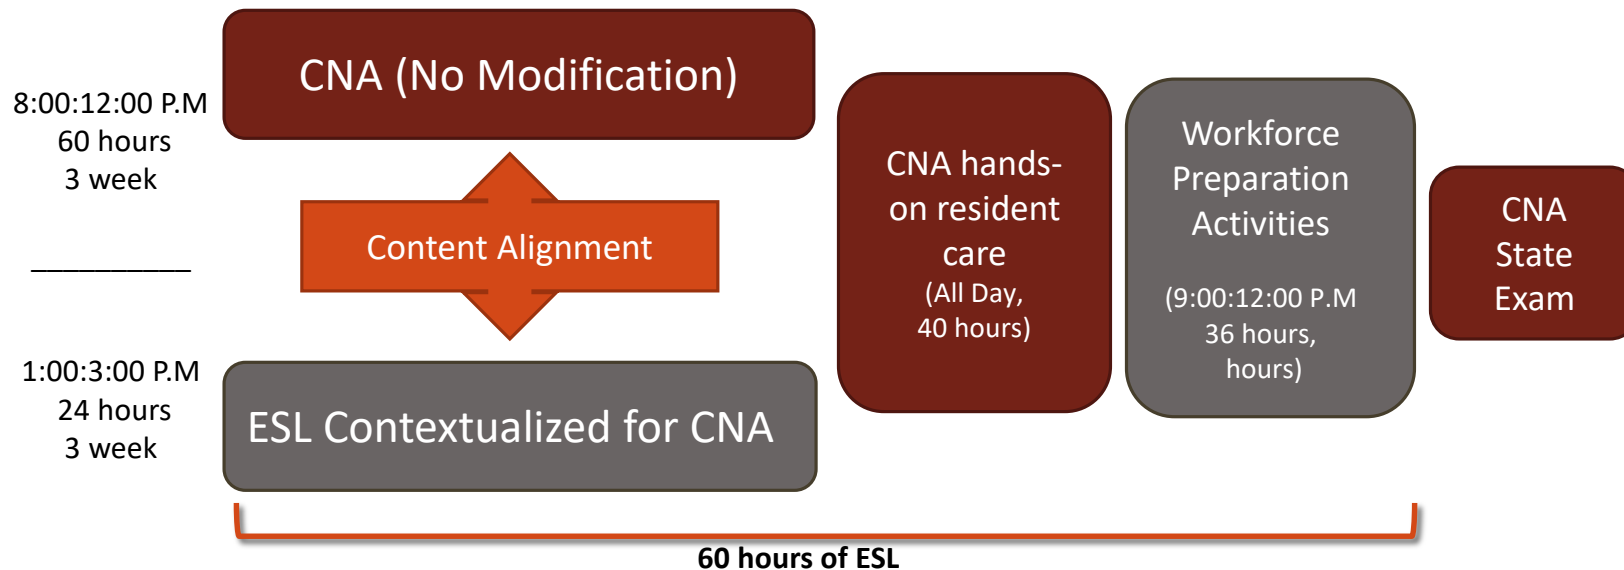 CNA (No Modification)
8:00:12:00 P.M
60 hours
3 week
__________
Content Alignment
1:00:3:00 P.M
24 hours
3 week
ESL Contextualized for CNA
CNA hands-
on resident
care
(All Day,
40 hours)
Workforce
Preparation
Activities
(9:00:12:00 P.M
36 hours,
hours)
CNA
State
Exam
60 hours of ESL